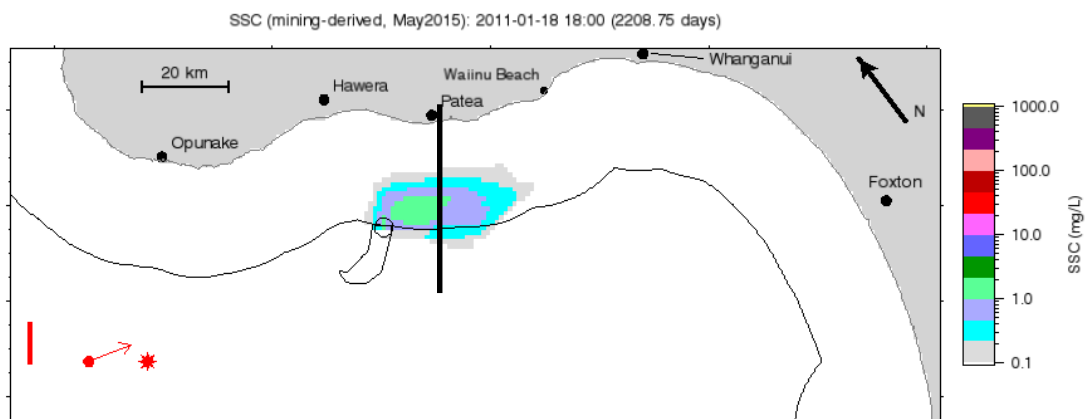 SSC (mining-derived, May2015): 2011-01-18 18:00 (2208.75 days)
20 km
Hawera
Waiinu Beach
Whanganui
Patea
N
Opunake
Foxton
1000.0
100.0
10.0
1.0
0.1
SSC (mg/L)